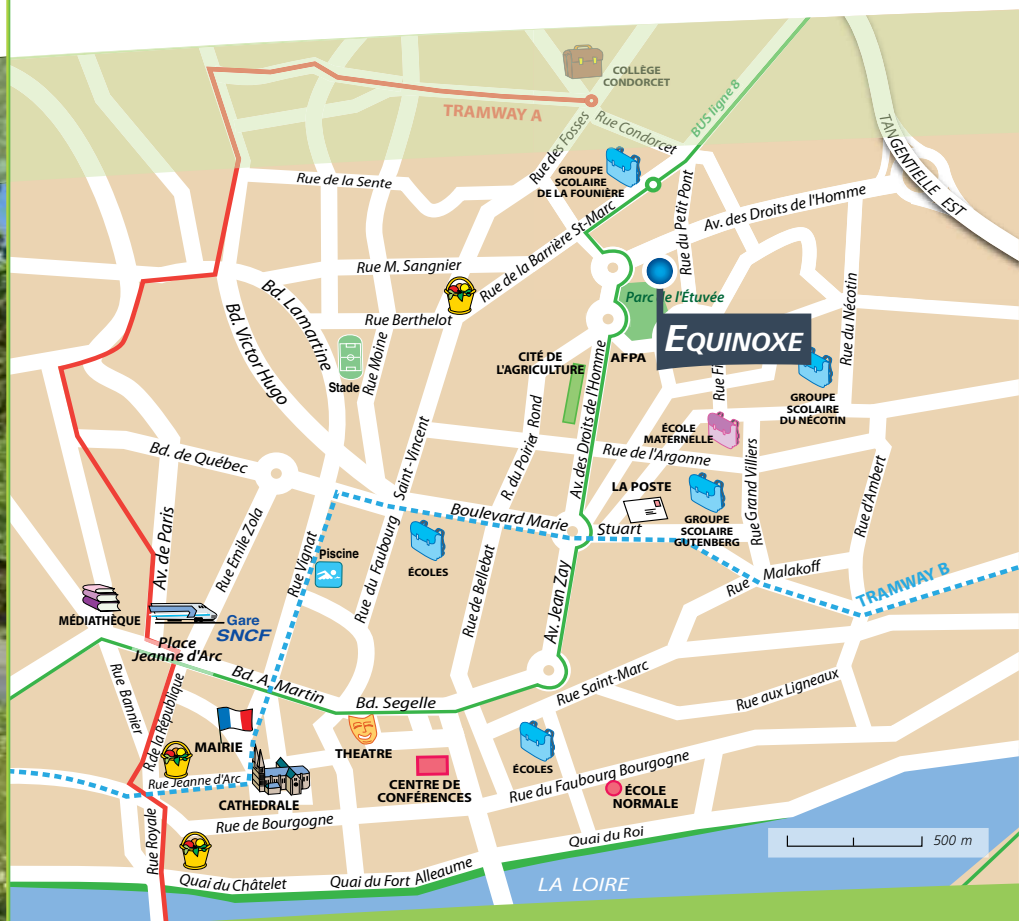 COLLÈGE
CONDORCET
TRAMWAY A
BUS ligne 8
Rue des Fosses
Rue Condorcet
TANGENTIELLE EST
GROUPE
SCOLAIRE
DE LA FOUNIÈRE
Rue de la Sente
Rue du Petit Pont
Av. des Droits de l'Homme
Rue de la Barrière St-Marc
Rue M. Sangnier
Bd. Lamartine
Bd. Victor Hugo
Parc de l'Étuvée
Rue du Nécotin
Rue Berthelot
EQUINOXE
Rue Moine
Stade
CITÉ DE
L'AGRICULTURE
AFPA
Av. des Droits de l'Homme
GROUPE
SCOLAIRE
DU NÉCOTIN
Saint-Vincent
R. du Poirier Rond
ÉCOLE
MATERNELLE
Rue de l'Argonne
Rue Grand Villiers
Bd. de Québec
LA POSTE
Rue d'Ambert
Av. de Paris
Rue Emile Zola
Boulevard Marie
Stuart
GROUPE
SCOLAIRE
GUTENBERG
Rue Vignat
Piscine
Rue du Faubourg
ÉCOLES
Rue de Bellebat
Av. Jean Zay
Rue Malakoff
TRAMWAY B
MÉDIATHÈQUE
Gare
SNCF
Place
Jeanne d'Arc
Rue Bannier
R.de la République
Bd. A. Martin
Bd. Segelle
Rue Saint-Marc
Rue aux Ligneaux
MAIRIE
THEATRE
ÉCOLES
Rue Jeanne d'Arc
CATHEDRALE
CENTRE DE
CONFÉRENCES
Rue du Faubourg Bourgogne
ÉCOLE
NORMALE
Rue Royale
Rue de Bourgogne
Quai du Roi
500 m
Quai du Châtelet
Quai du Fort Alleaume
LA LOIRE